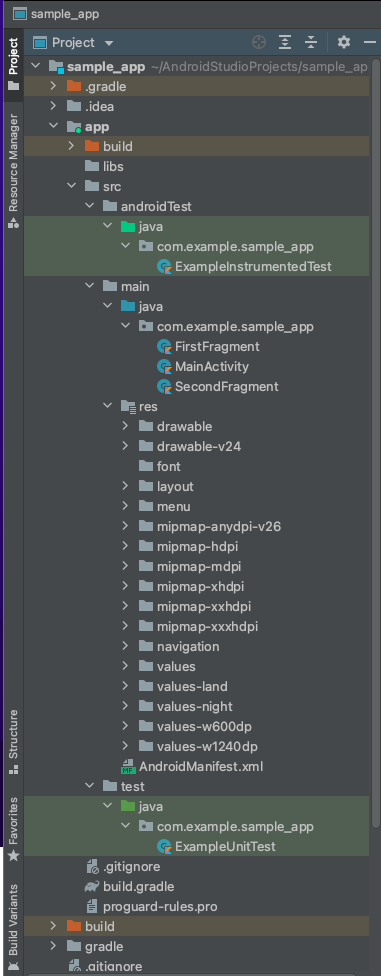 sample_app
Project
sample_app ~/AndroidStudioProjects/sample_ap
.gradle
.idea
app
build
libs
src
androidTest
java
com.example.sample_app
ExampleInstrumentedTest
main
java
com.example.sample_app
FirstFragment
MainActivity
SecondFragment
res
drawable
drawable-v24
font
layout
menu
mipmap-anydpi-v26
mipmap-hdpi
mipmap-mdpi
mipmap-xhdpi
mipmap-xxhdpi
mipmap-xxxhdpi
navigation
values
values-land
values-night
values-w600dp
values-w1240dp
MF AndroidManifest.xml
test
java
com.example.sample_app
ExampleUnitTest
.gitignore
build.gradle
proguard-rules.pro
build
gradle
.gitignore
Project
Resource Manager
Structure
Favorites
Build Variants